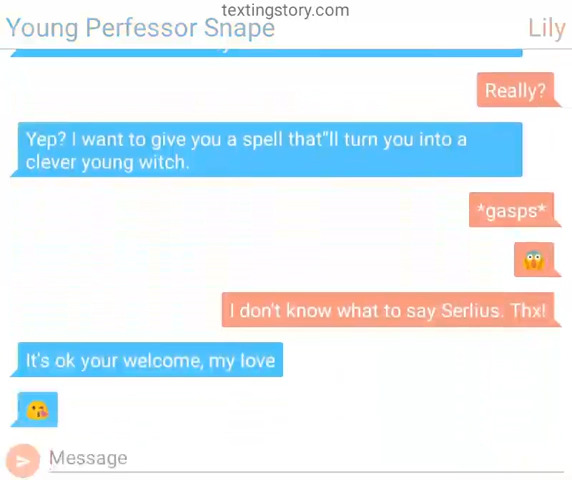 textingstory.com
Young Perfessor Snape
Lily
Really?
Yep? I want to give you a spell that"ll turn you into a
clever young witch.
*gasps*
😱
I don't know what to say Serlius. Thx!
It's ok your welcome, my love
😘
Message